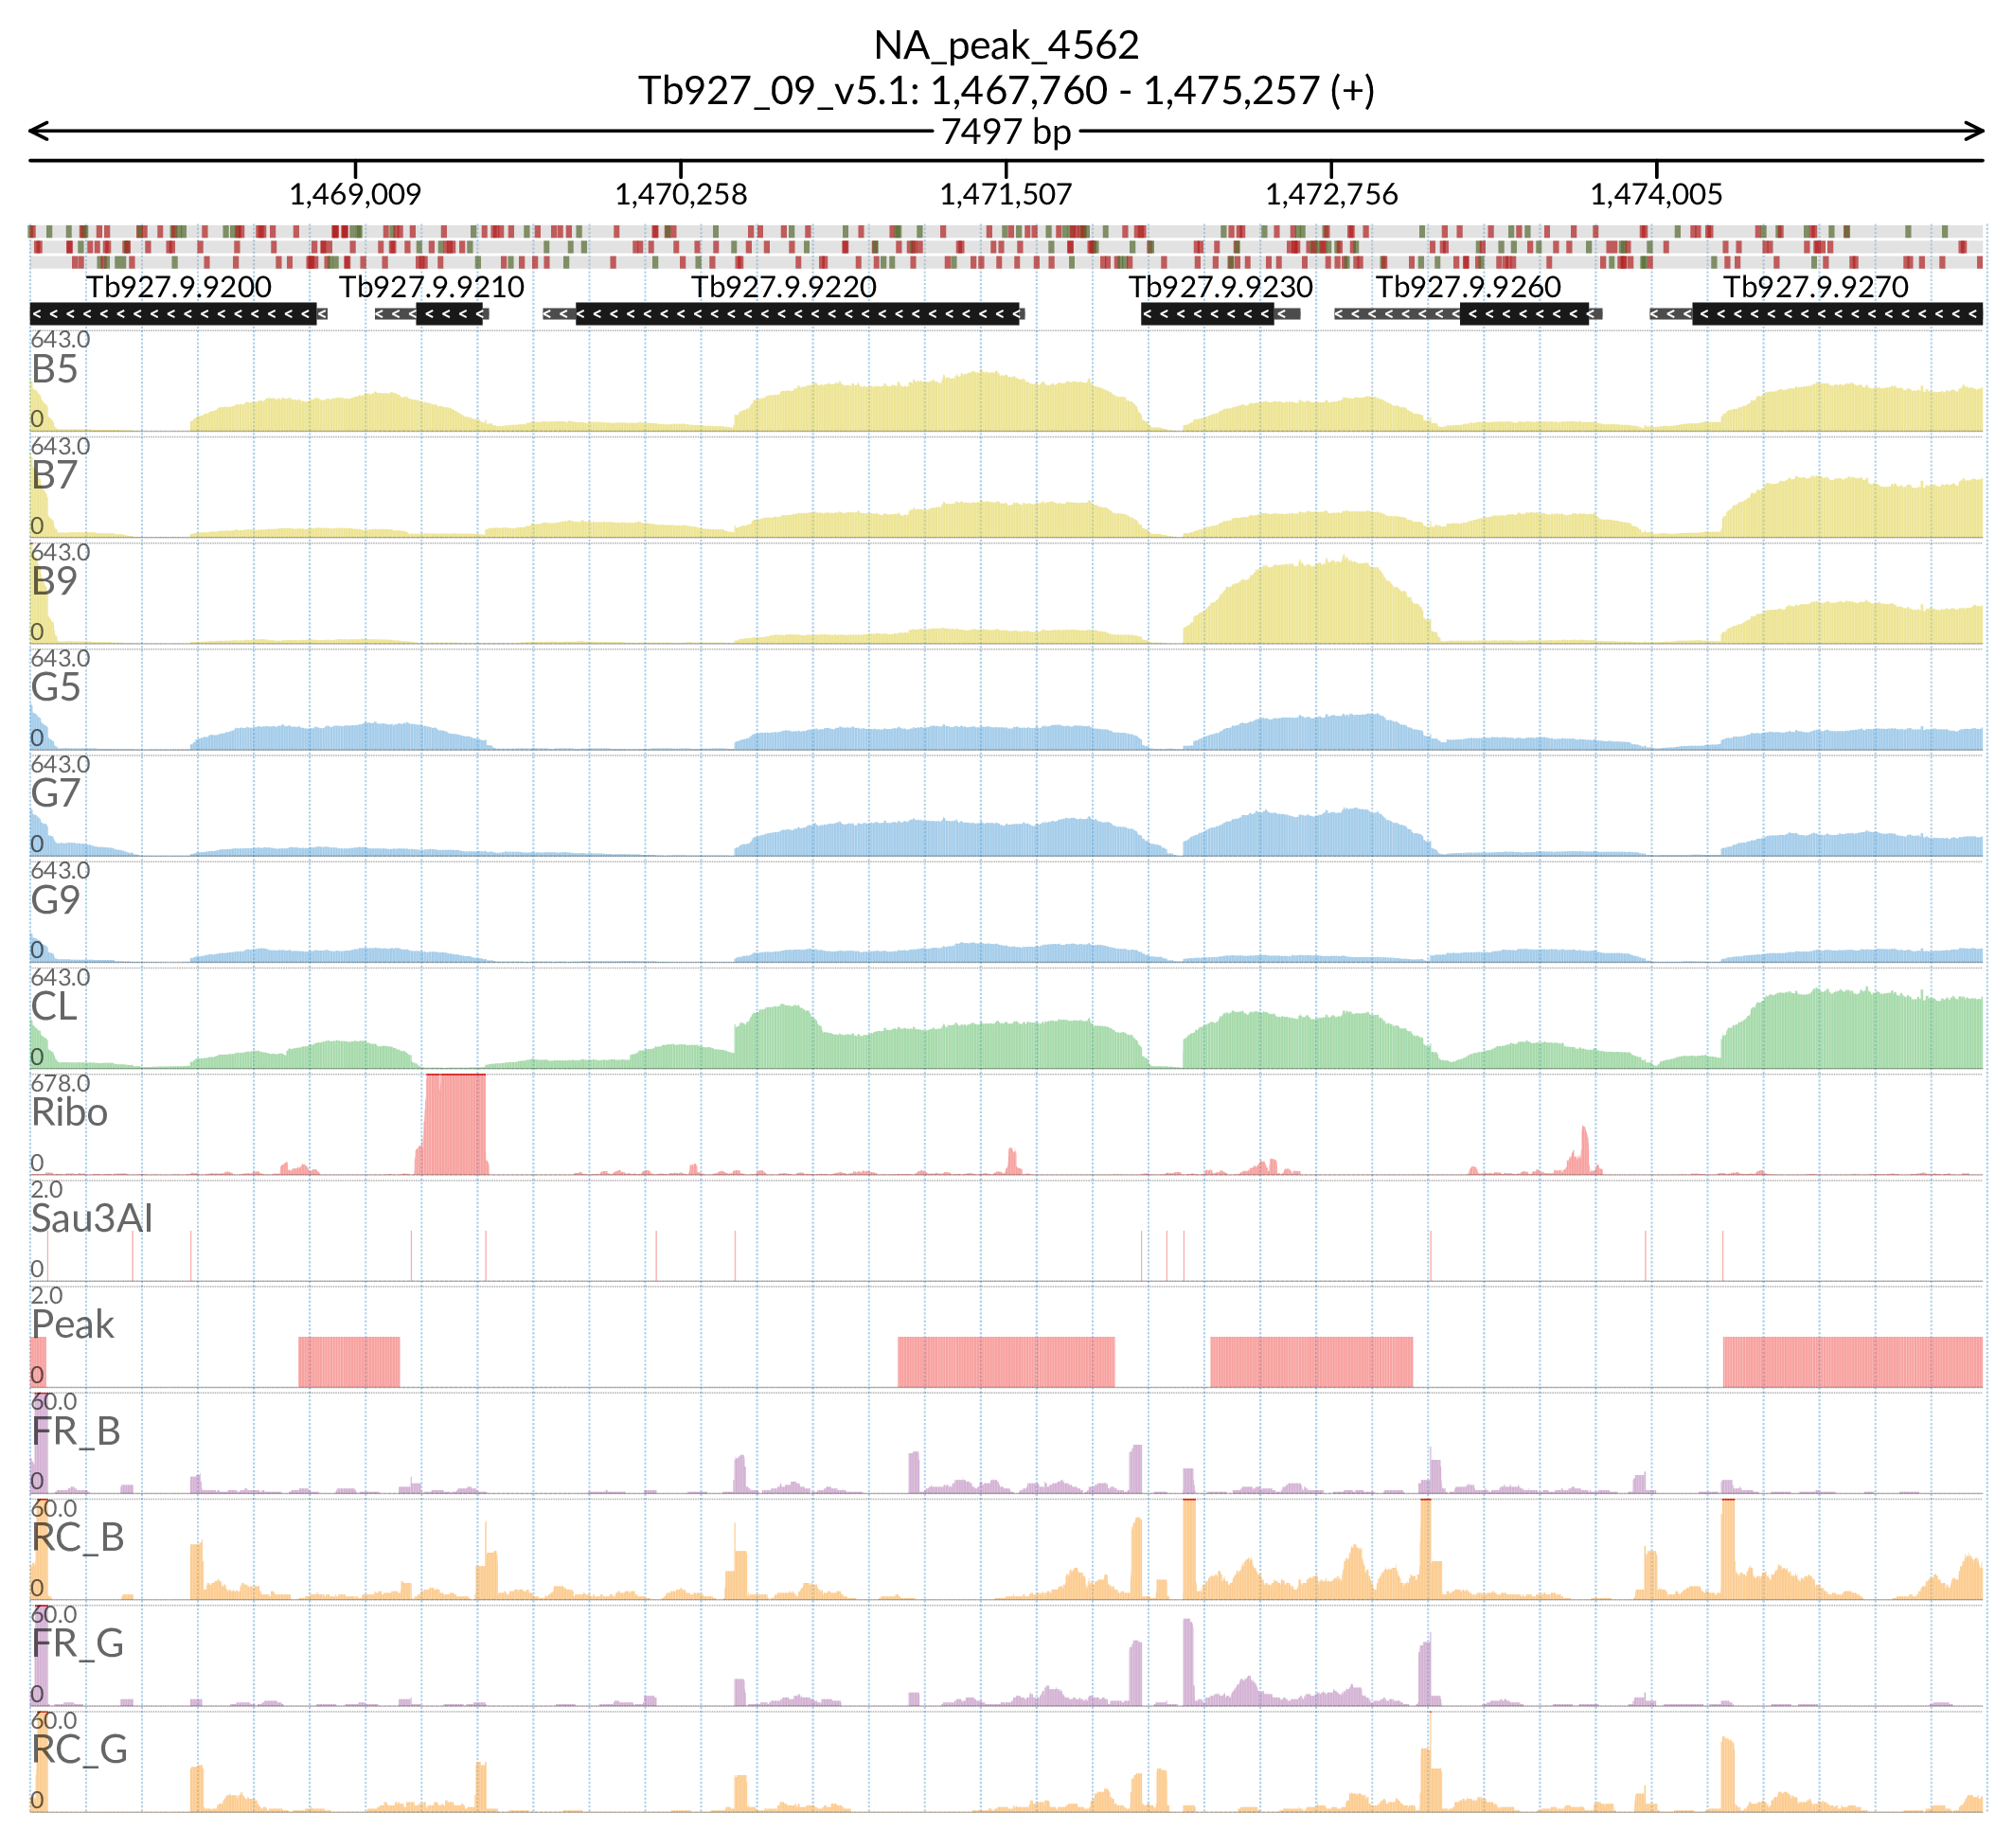 NA_peak_4562
Tb927_09_v5.1: 1,467,760 - 1,475,257 (+)
7497 bp
1,469,009 1,470,258 1,471,507 1,472,756 1,474,005
Tb927.9.9200 Tb927.9.9210 Tb927.9.9220 Tb927.9.9230 Tb927.9.9260 Tb927.9.9270
643.0
B5
0
643.0
B7
0
643.0
B9
0
643.0
G5
0
643.0
G7
0
643.0
G9
0
643.0
CL
0
678.0
Ribo
0
2.0
Sau3AI
0
2.0
Peak
0
60.0
FR_B
0
60.0
RC_B
0
60.0
FR_G
0
60.0
RC_G
0